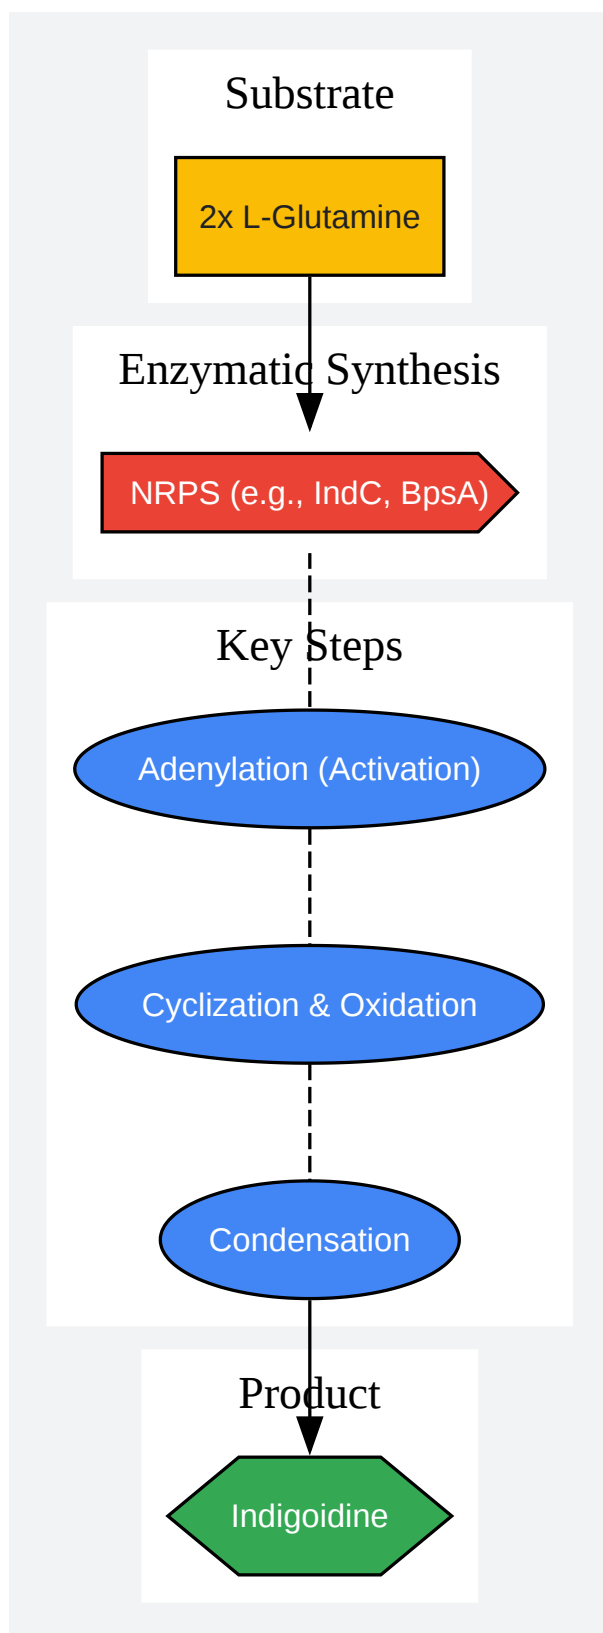 Substrate
2x L-Glutamine
Enzymatic Synthesis
NRPS (e.g., IndC, BpsA)
Key Steps
Adenylation (Activation)
Cyclization & Oxidation
Condensation
Product
Indigoidine